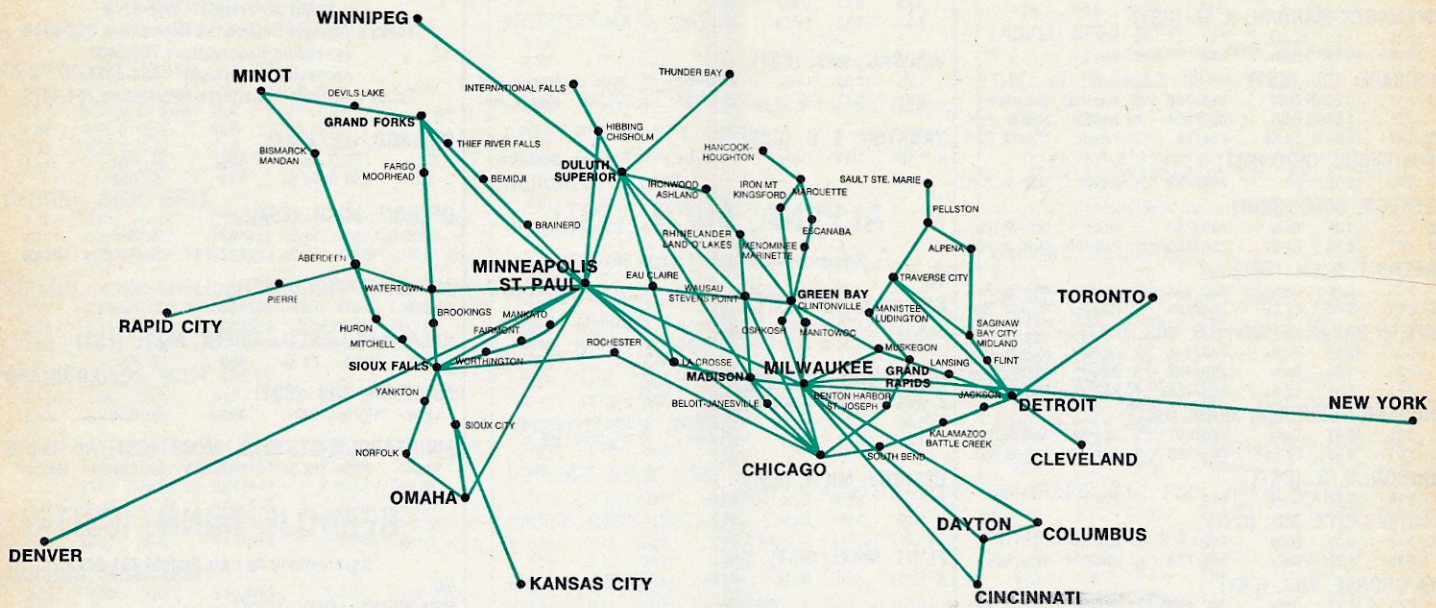 WINNIPEG
MINOT
THUNDER BAY
INTERNATIONAL FALLS
DEVILS LAKE
GRAND FORKS
HIBBING
CHISHOLM
THIEF RIVER FALLS
BISMARCK
MANDAN
FARGO
MOORHEAD
BEMIDJI
DULUTH
SUPERIOR
HANCOCK-
HOUGHTON
IRONWOOD
ASHLAND
IRON MT
KINGSFORD
MARQUETTE
SAULT STE. MARIE
PELLSTON
BRAINERD
RHINELANDER
LAND O'LAKES
ESCANABA
MENOMINEE
MARINETTE
ALPENA
ABERDEEN
MINNEAPOLIS
ST. PAUL
EAU CLAIRE
TRAVERSE CITY
PIERRE
WATERTOWN
WAUSAU
STEVENS POINT
GREEN BAY
CLINTONVILLE
TORONTO
RAPID CITY
HURON
BROOKINGS
MANKATO
FAIRMONT
OSHKOSH
MANITOWOC
MANISTEE
LUDINGTON
SAGINAW
BAY CITY
MIDLAND
MITCHELL
ROCHESTER
MUSKEGON
SIOUX FALLS
WORTHINGTON
LA CROSSE
MADISON
MILWAUKEE
GRAND
RAPIDS
LANSING
FLINT
YANKTON
BELOIT-JANESVILLE
BENTON HARBOR
ST. JOSEPH
JACKSON
DETROIT
NEW YORK
SIOUX CITY
KALAMAZOO
BATTLE CREEK
NORFOLK
CHICAGO
SOUTH BEND
CLEVELAND
OMAHA
DAYTON
COLUMBUS
DENVER
KANSAS CITY
CINCINNATI